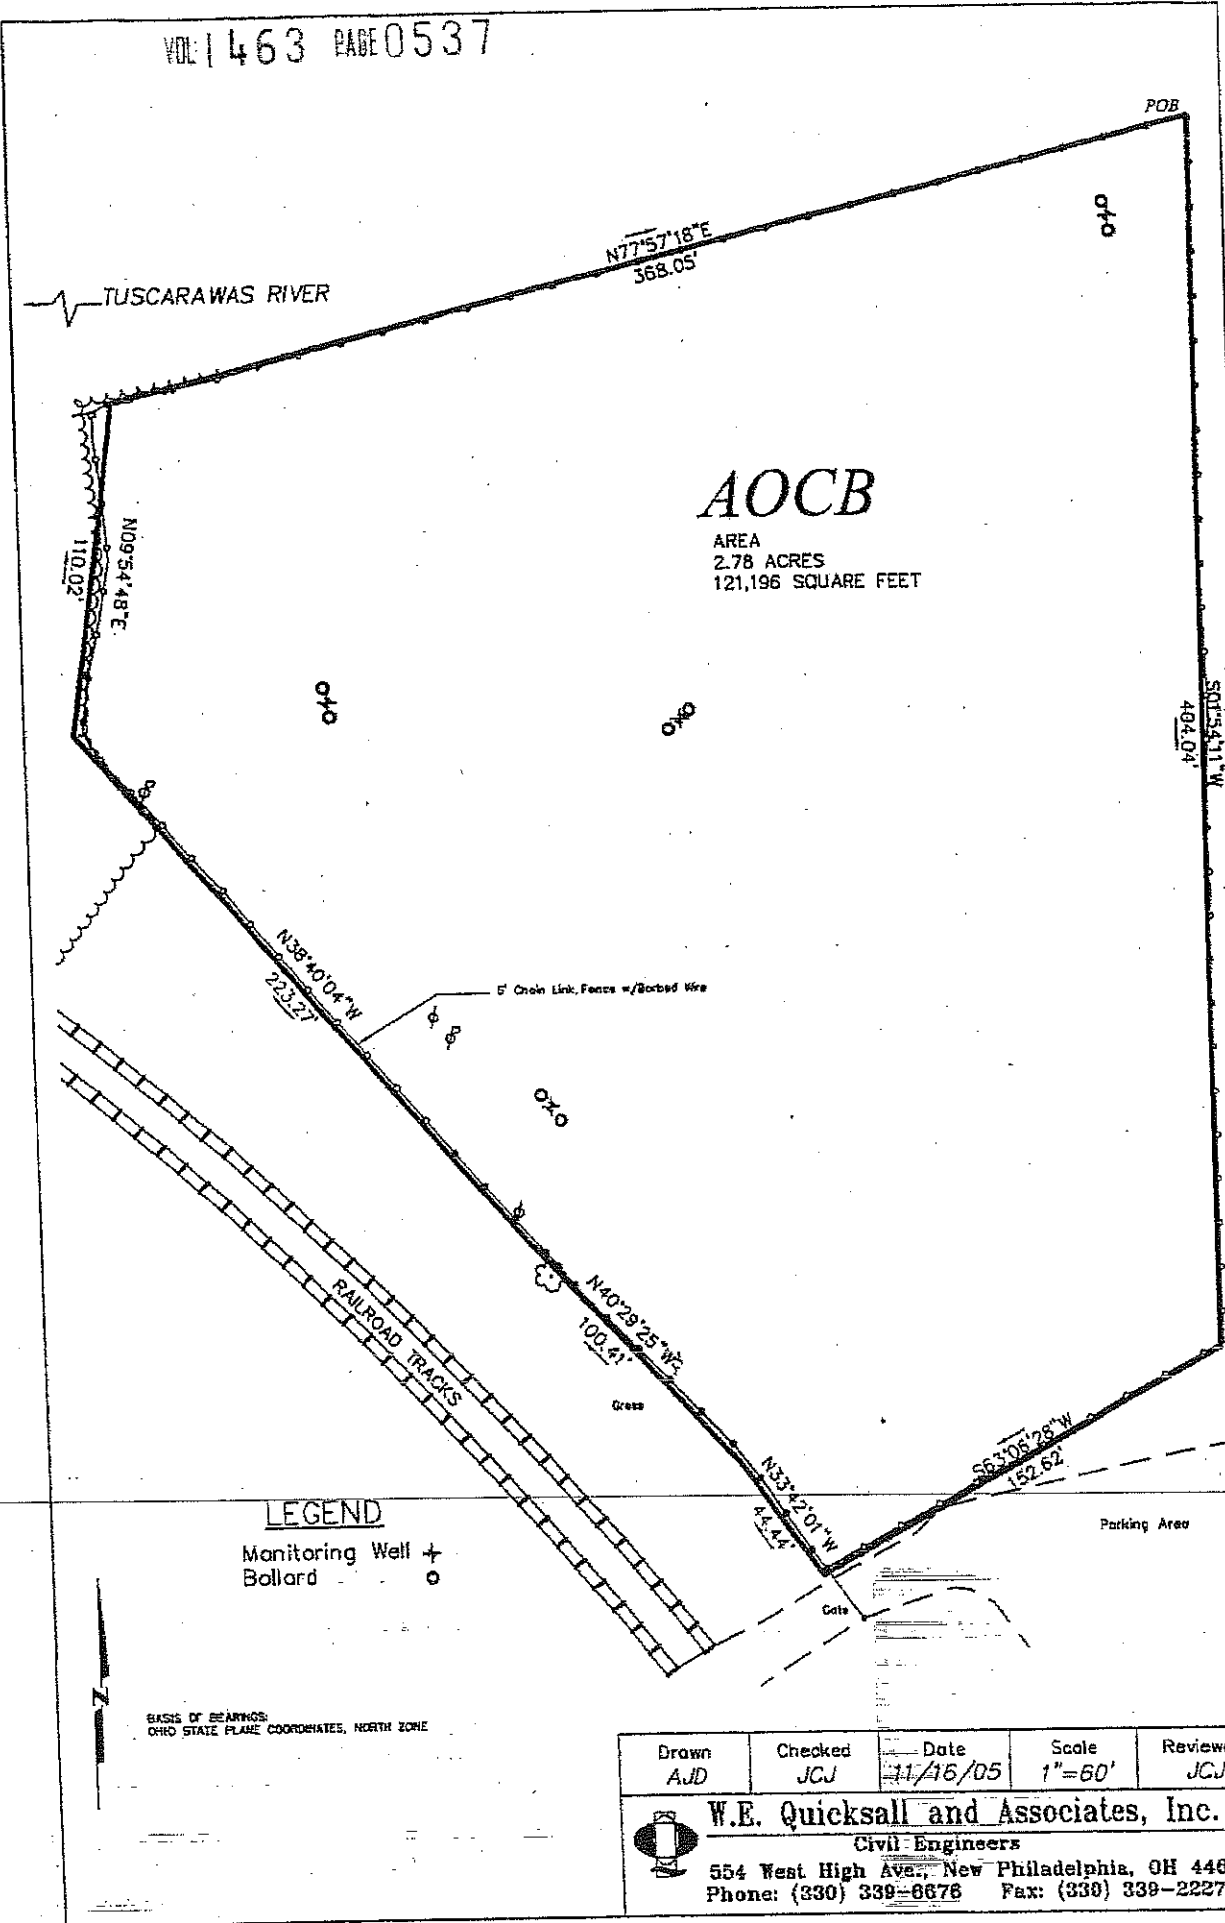 VOL 1463 PAGE 0537
POB
N77°57'18"E
368.05'
TUSCARAWAS RIVER
AOCB
AREA
2.78 ACRES
121,196 SQUARE FEET
N09°54'48"E
110.02'
S01°54'11"W
404.04'
N38°40'04"W
223.27'
5' Chain Link Fence w/Barbed Wire
N40°29'25"W
100.41'
RAILROAD TRACKS
Grass
S63°06'28"W
152.62'
N33°42'01"W
44.44'
Parking Area
Gate
LEGEND
Monitoring Well
Bollard
N
BASIS OF BEARINGS:
OHIO STATE PLANE COORDINATES, NORTH ZONE
Drawn Checked Date Scale Review
AJD JCJ 11/16/05 1"=60' JCJ
W.E. Quicksall and Associates, Inc.
Civil Engineers
554 West High Ave., New Philadelphia, OH 446
Phone: (330) 339-6676 Fax: (330) 339-2227